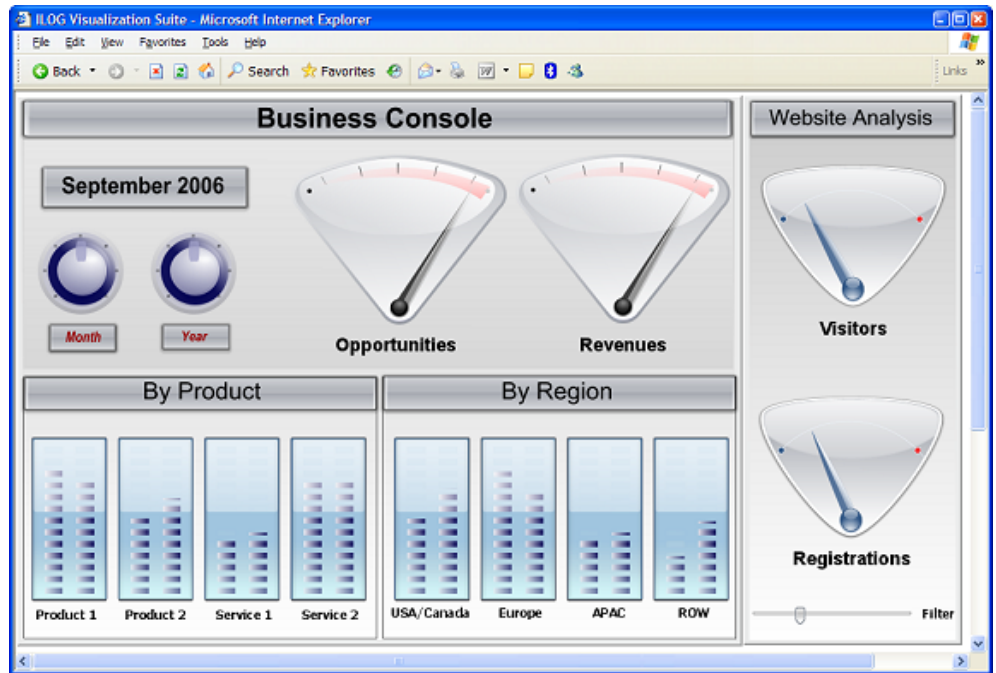 ILOG Visualization Suite - Microsoft Internet Explorer
File Edit View Favorites Tools Help
Back Search Favorites Links
Business Console
September 2006
Month Year
Opportunities Revenues
By Product By Region
Product 1 Product 2 Service 1 Service 2
USA/Canada Europe APAC ROW
Website Analysis
Visitors
Registrations
Filter